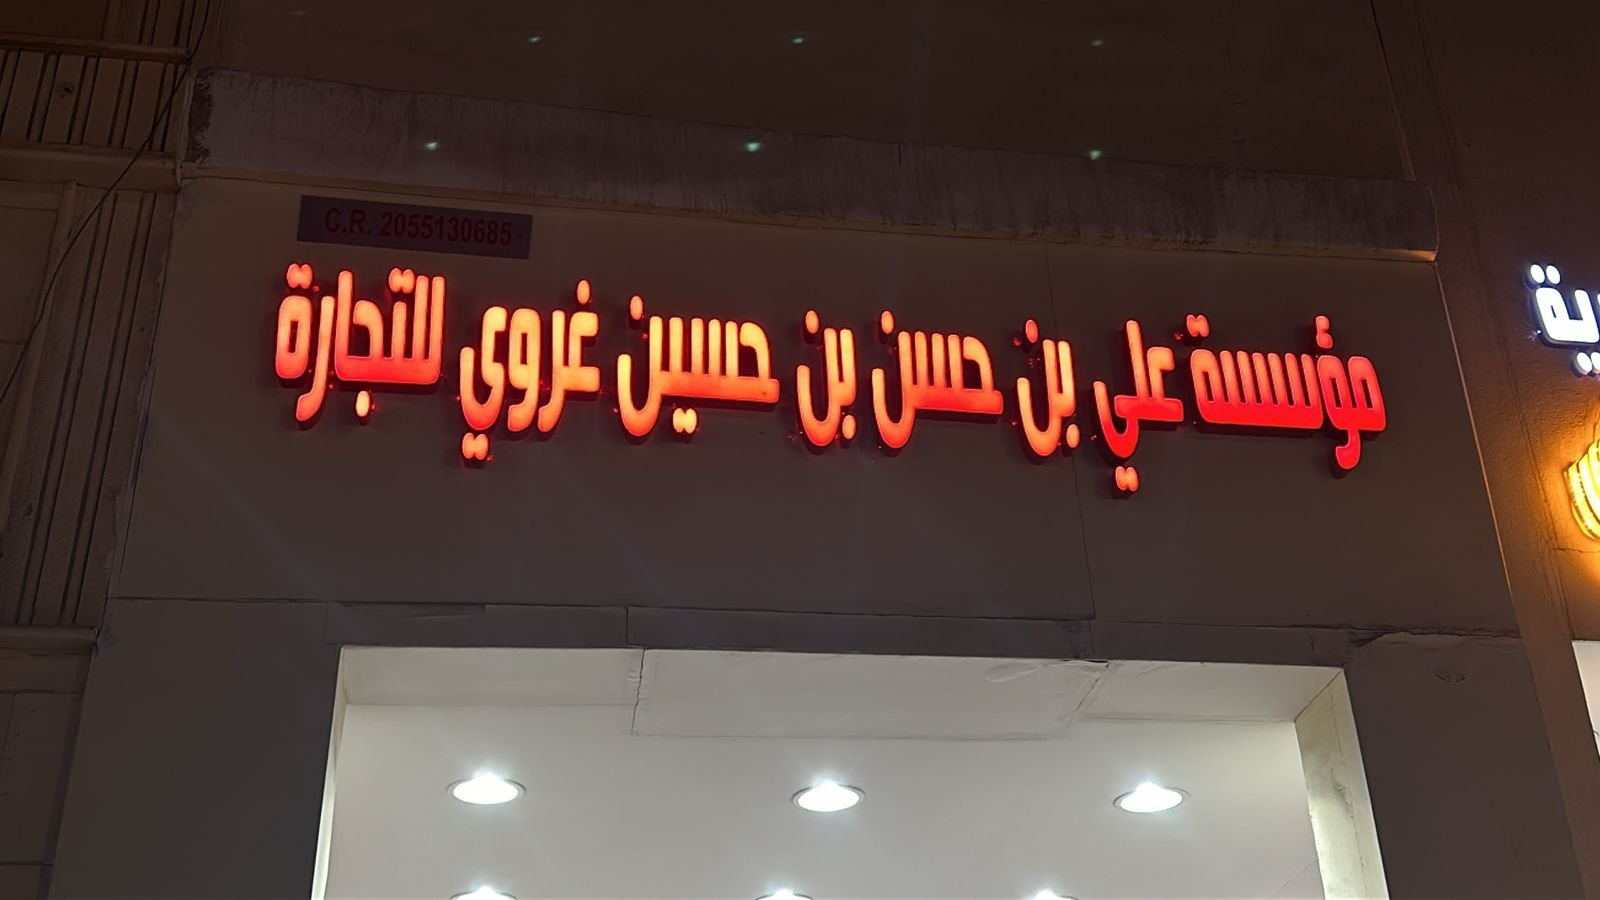 C.R. 2055130685
مؤسسة علي بن حسن بن حسين غروي للتجارة